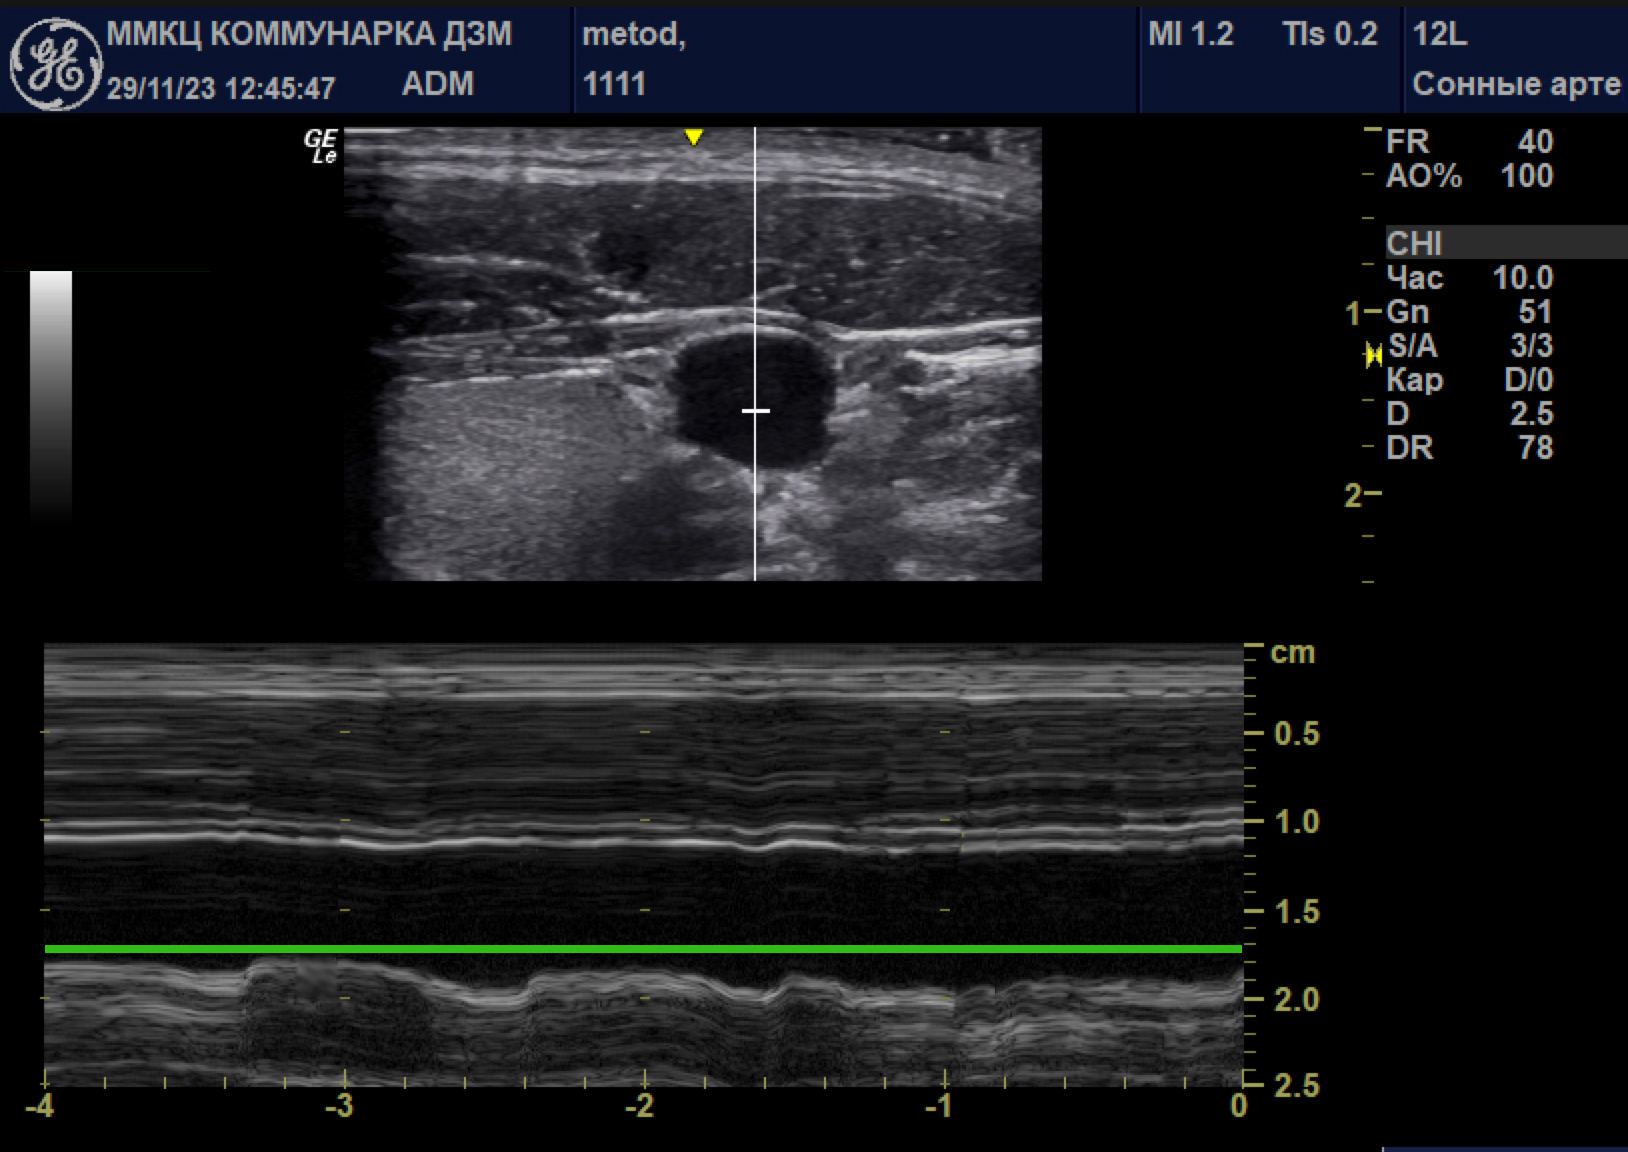 ММКЦ КОММУНАРКА ДЗМ
29/11/23 12:45:47 ADM
metod,
1111
MI 1.2 TIs 0.2
12L
Сонные арте
GE
Le
FR 40
AO% 100
CHI
Час 10.0
Gn 51
S/A 3/3
Кар D/0
D 2.5
DR 78
1
2
cm
0.5
1.0
1.5
2.0
2.5
-4 -3 -2 -1 0